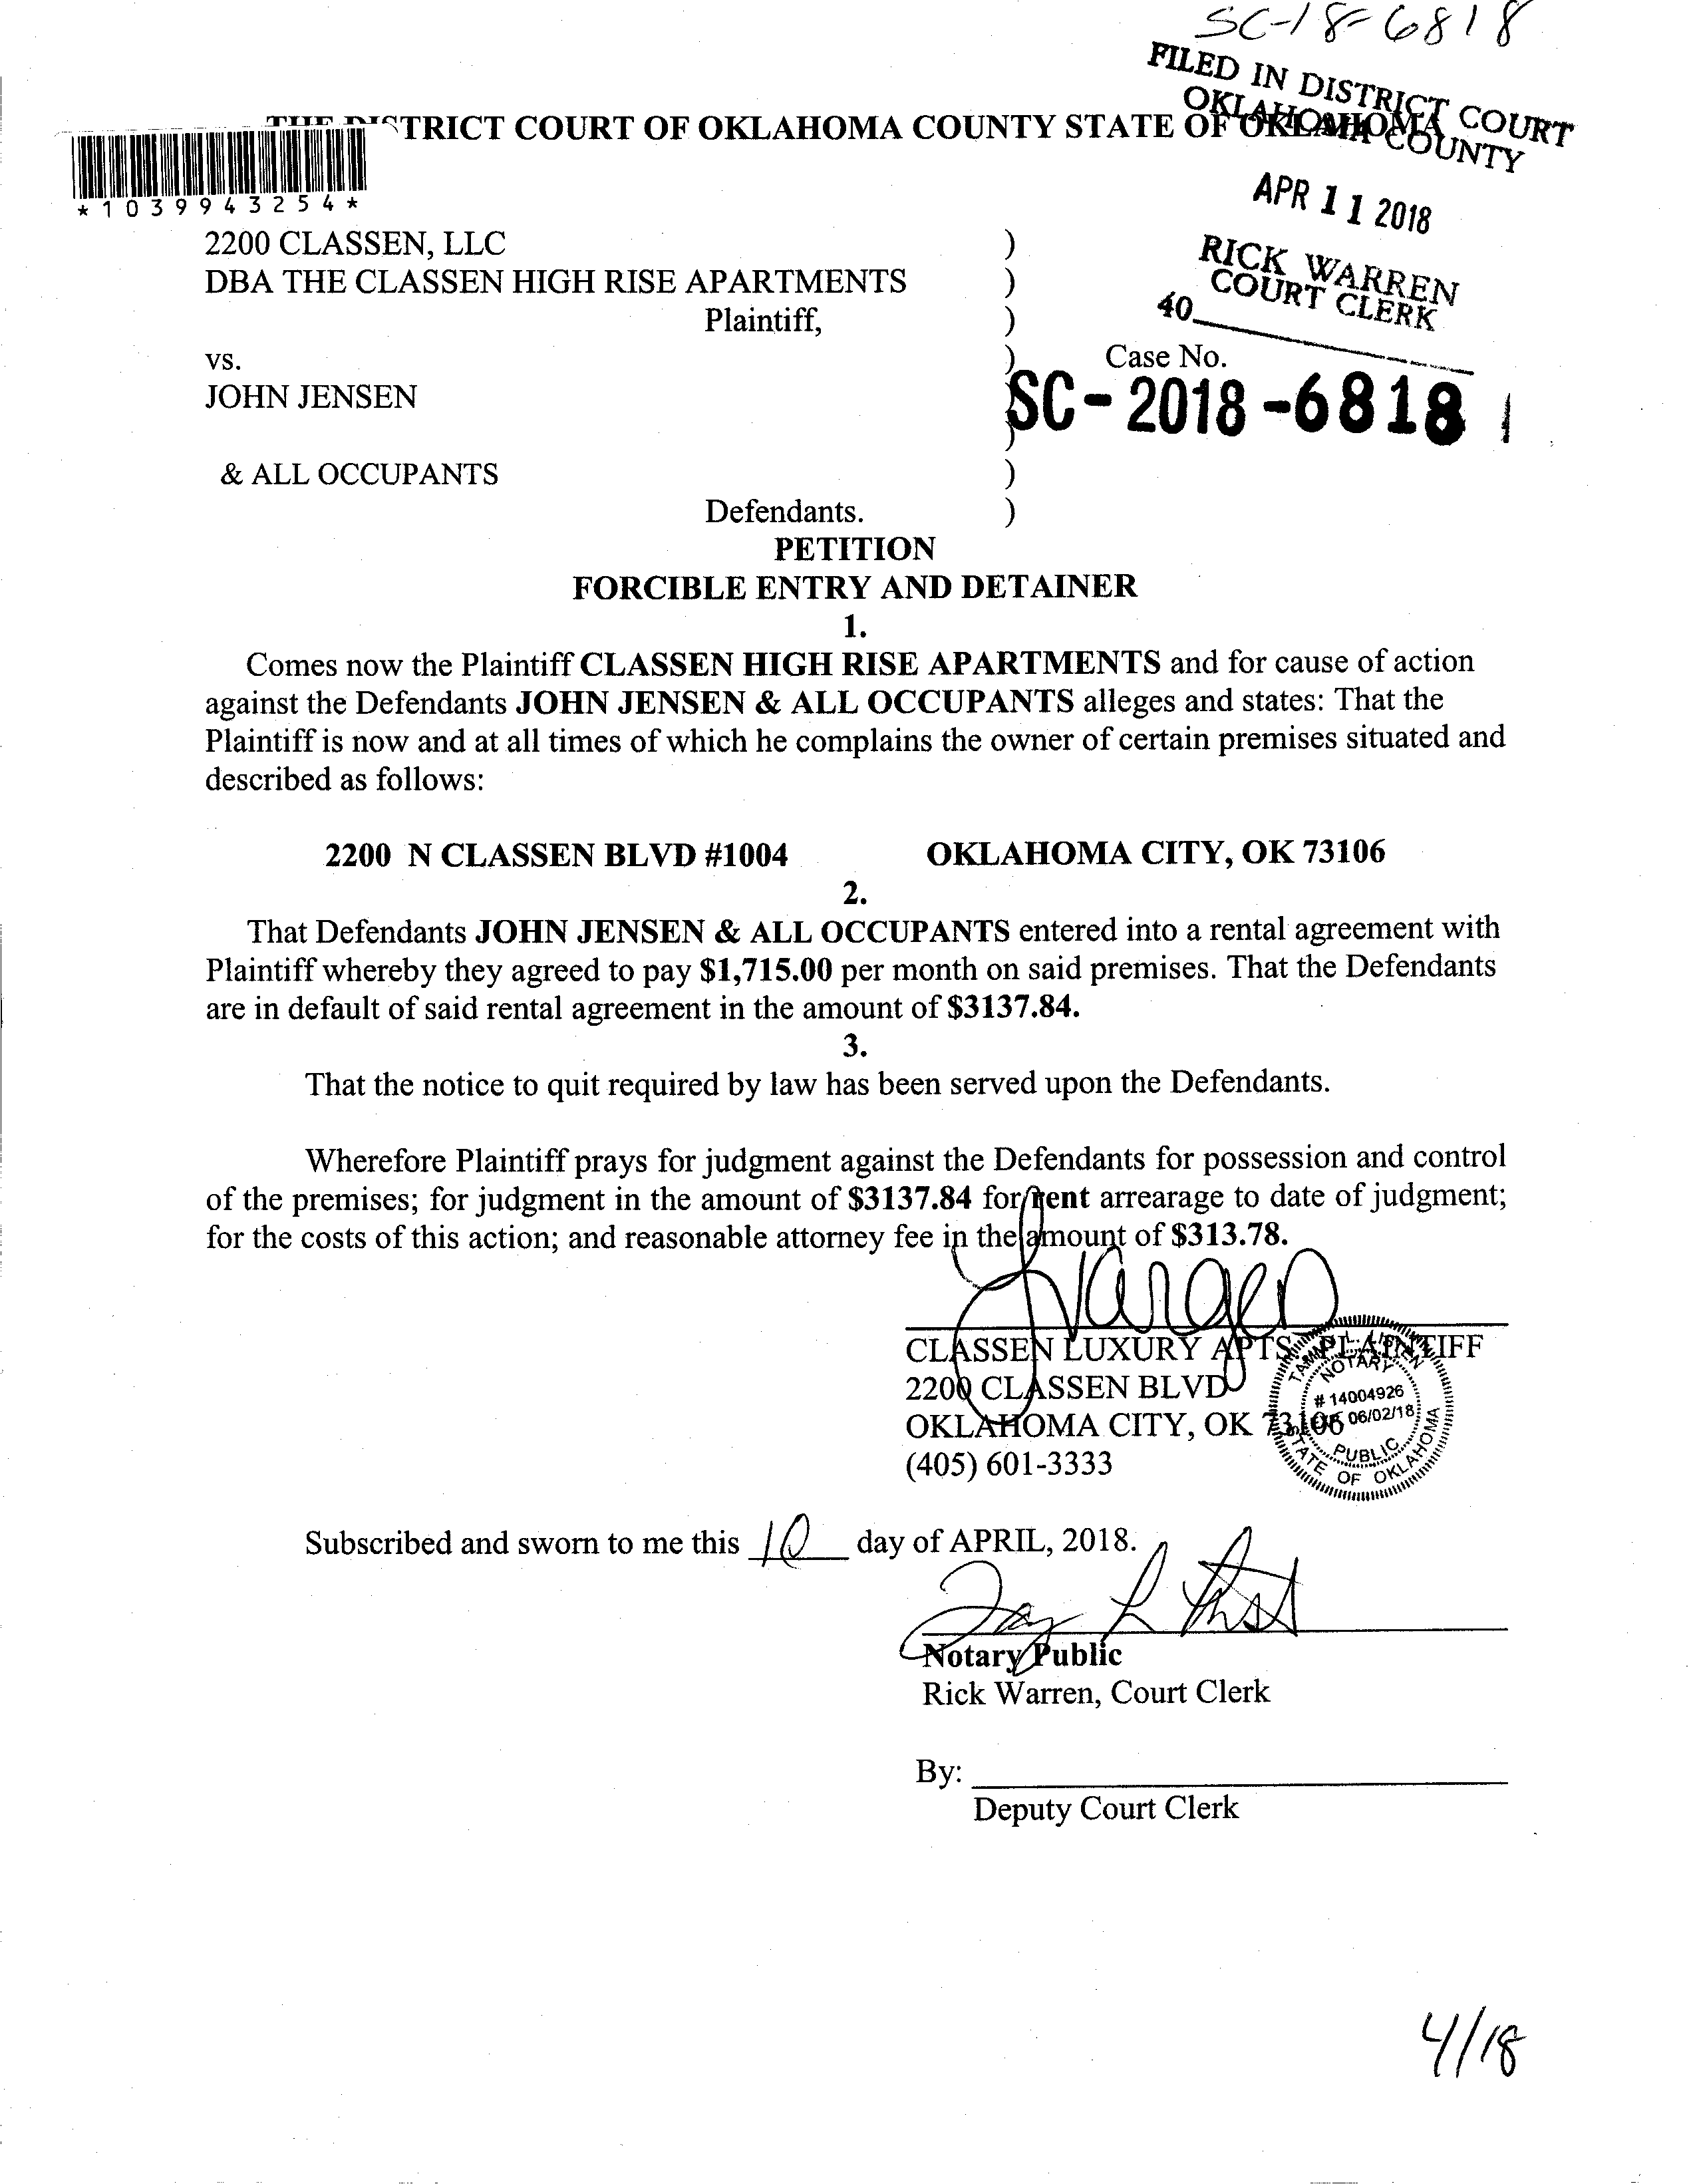 SC-18-6818
FILED IN DISTRICT COURT
OKLAHOMA COUNTY
THE DISTRICT COURT OF OKLAHOMA COUNTY STATE OF OKLAHOMA
*1039943254*
APR 11 2018
RICK WARREN
COURT CLERK
40
2200 CLASSEN, LLC )
DBA THE CLASSEN HIGH RISE APARTMENTS )
Plaintiff, )
vs. ) Case No.
JOHN JENSEN
SC-2018-6818
& ALL OCCUPANTS )
Defendants. )
PETITION
FORCIBLE ENTRY AND DETAINER
1.
Comes now the Plaintiff CLASSEN HIGH RISE APARTMENTS and for cause of action
against the Defendants JOHN JENSEN & ALL OCCUPANTS alleges and states: That the
Plaintiff is now and at all times of which he complains the owner of certain premises situated and
described as follows:
2200 N CLASSEN BLVD #1004 OKLAHOMA CITY, OK 73106
2.
That Defendants JOHN JENSEN & ALL OCCUPANTS entered into a rental agreement with
Plaintiff whereby they agreed to pay $1,715.00 per month on said premises. That the Defendants
are in default of said rental agreement in the amount of $3137.84.
3.
That the notice to quit required by law has been served upon the Defendants.
Wherefore Plaintiff prays for judgment against the Defendants for possession and control
of the premises; for judgment in the amount of $3137.84 for rent arrearage to date of judgment;
for the costs of this action; and reasonable attorney fee in the amount of $313.78.
CLASSEN LUXURY APTS, PLAINTIFF
2200 CLASSEN BLVD
OKLAHOMA CITY, OK 73106
(405) 601-3333
NOTARY
# 14004926
06/02/18
PUBLIC
STATE OF OKLAHOMA
Subscribed and sworn to me this 10 day of APRIL, 2018.
Notary Public
Rick Warren, Court Clerk
By:
Deputy Court Clerk
4/18